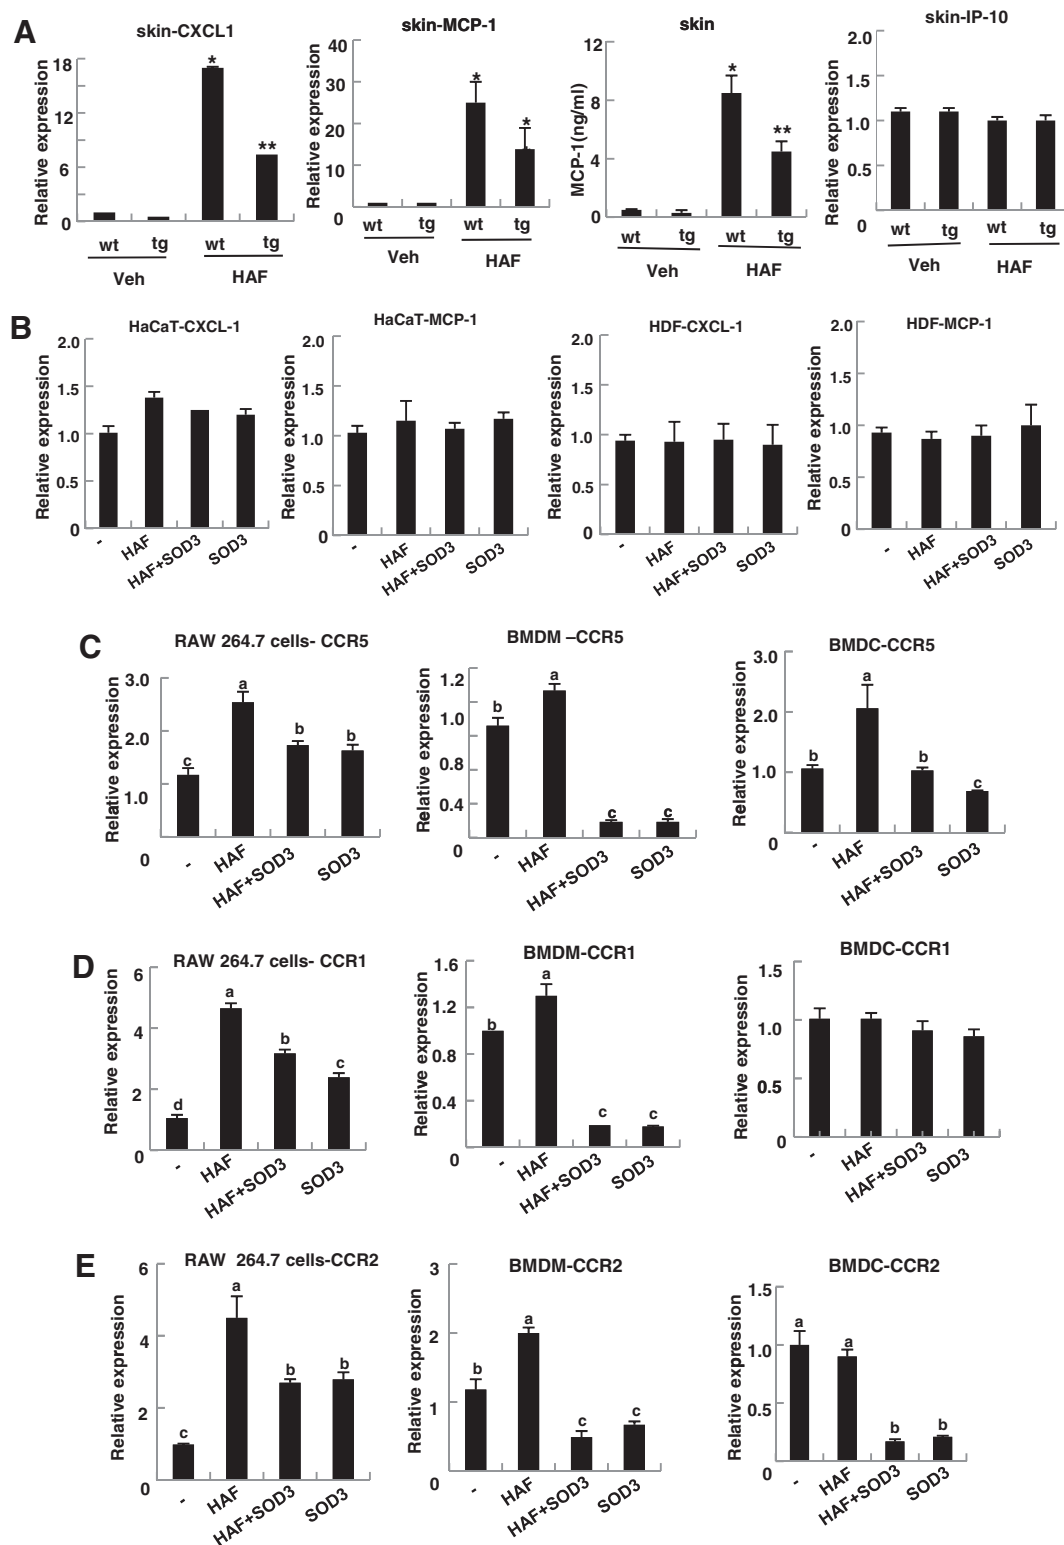 A
skin-CXCL1
Relative expression
18
12
6
0
*
**
wt tg wt tg
Veh HAF
skin-MCP-1
Relative expression
40
30
20
10
0
*
*
wt tg wt tg
Veh HAF
skin
MCP-1(ng/ml)
12
8
4
0
*
**
wt tg wt tg
Veh HAF
skin-IP-10
Relative expression
2.0
1.5
1.0
0.5
0
wt tg wt tg
Veh HAF
B
HaCaT-CXCL-1
Relative expression
2.0
1.5
1.0
0.5
0
- HAF HAF+SOD3 SOD3
HaCaT-MCP-1
Relative expression
2.0
1.5
1.0
0.5
0
- HAF HAF+SOD3 SOD3
HDF-CXCL-1
Relative expression
2.0
1.5
1.0
0.5
0
- HAF HAF+SOD3 SOD3
HDF-MCP-1
Relative expression
2.0
1.5
1.0
0.5
0
- HAF HAF+SOD3 SOD3
C
RAW 264.7 cells- CCR5
Relative expression
3.0
2.0
1.0
0
c a b b
- HAF HAF+SOD3 SOD3
BMDM –CCR5
Relative expression
1.2
1.0
0.8
0.4
0
b a c c
- HAF HAF+SOD3 SOD3
BMDC-CCR5
Relative expression
3.0
2.0
1.0
0
b a b c
- HAF HAF+SOD3 SOD3
D
RAW 264.7 cells- CCR1
Relative expression
6
4
2
0
d a b c
- HAF HAF+SOD3 SOD3
BMDM-CCR1
Relative expression
1.6
1.2
0.8
0.4
0
b a c c
- HAF HAF+SOD3 SOD3
BMDC-CCR1
Relative expression
1.5
1.0
0.5
0
- HAF HAF+SOD3 SOD3
E
RAW 264.7 cells-CCR2
Relative expression
6
4
2
0
c a b b
- HAF HAF+SOD3 SOD3
BMDM-CCR2
Relative expression
3
2
1
0
b a c c
- HAF HAF+SOD3 SOD3
BMDC-CCR2
Relative expression
1.5
1.0
0.5
0
a a b b
- HAF HAF+SOD3 SOD3